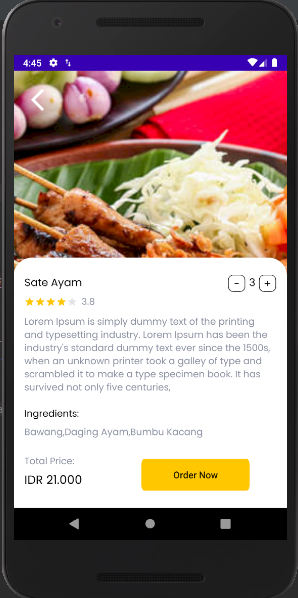 4:45
Sate Ayam
- 3 +
3.8
Lorem Ipsum is simply dummy text of the printing
and typesetting industry. Lorem Ipsum has been the
industry's standard dummy text ever since the 1500s,
when an unknown printer took a galley of type and
scrambled it to make a type specimen book. It has
survived not only five centuries,
Ingredients:
Bawang,Daging Ayam,Bumbu Kacang
Total Price:
IDR 21.000
Order Now